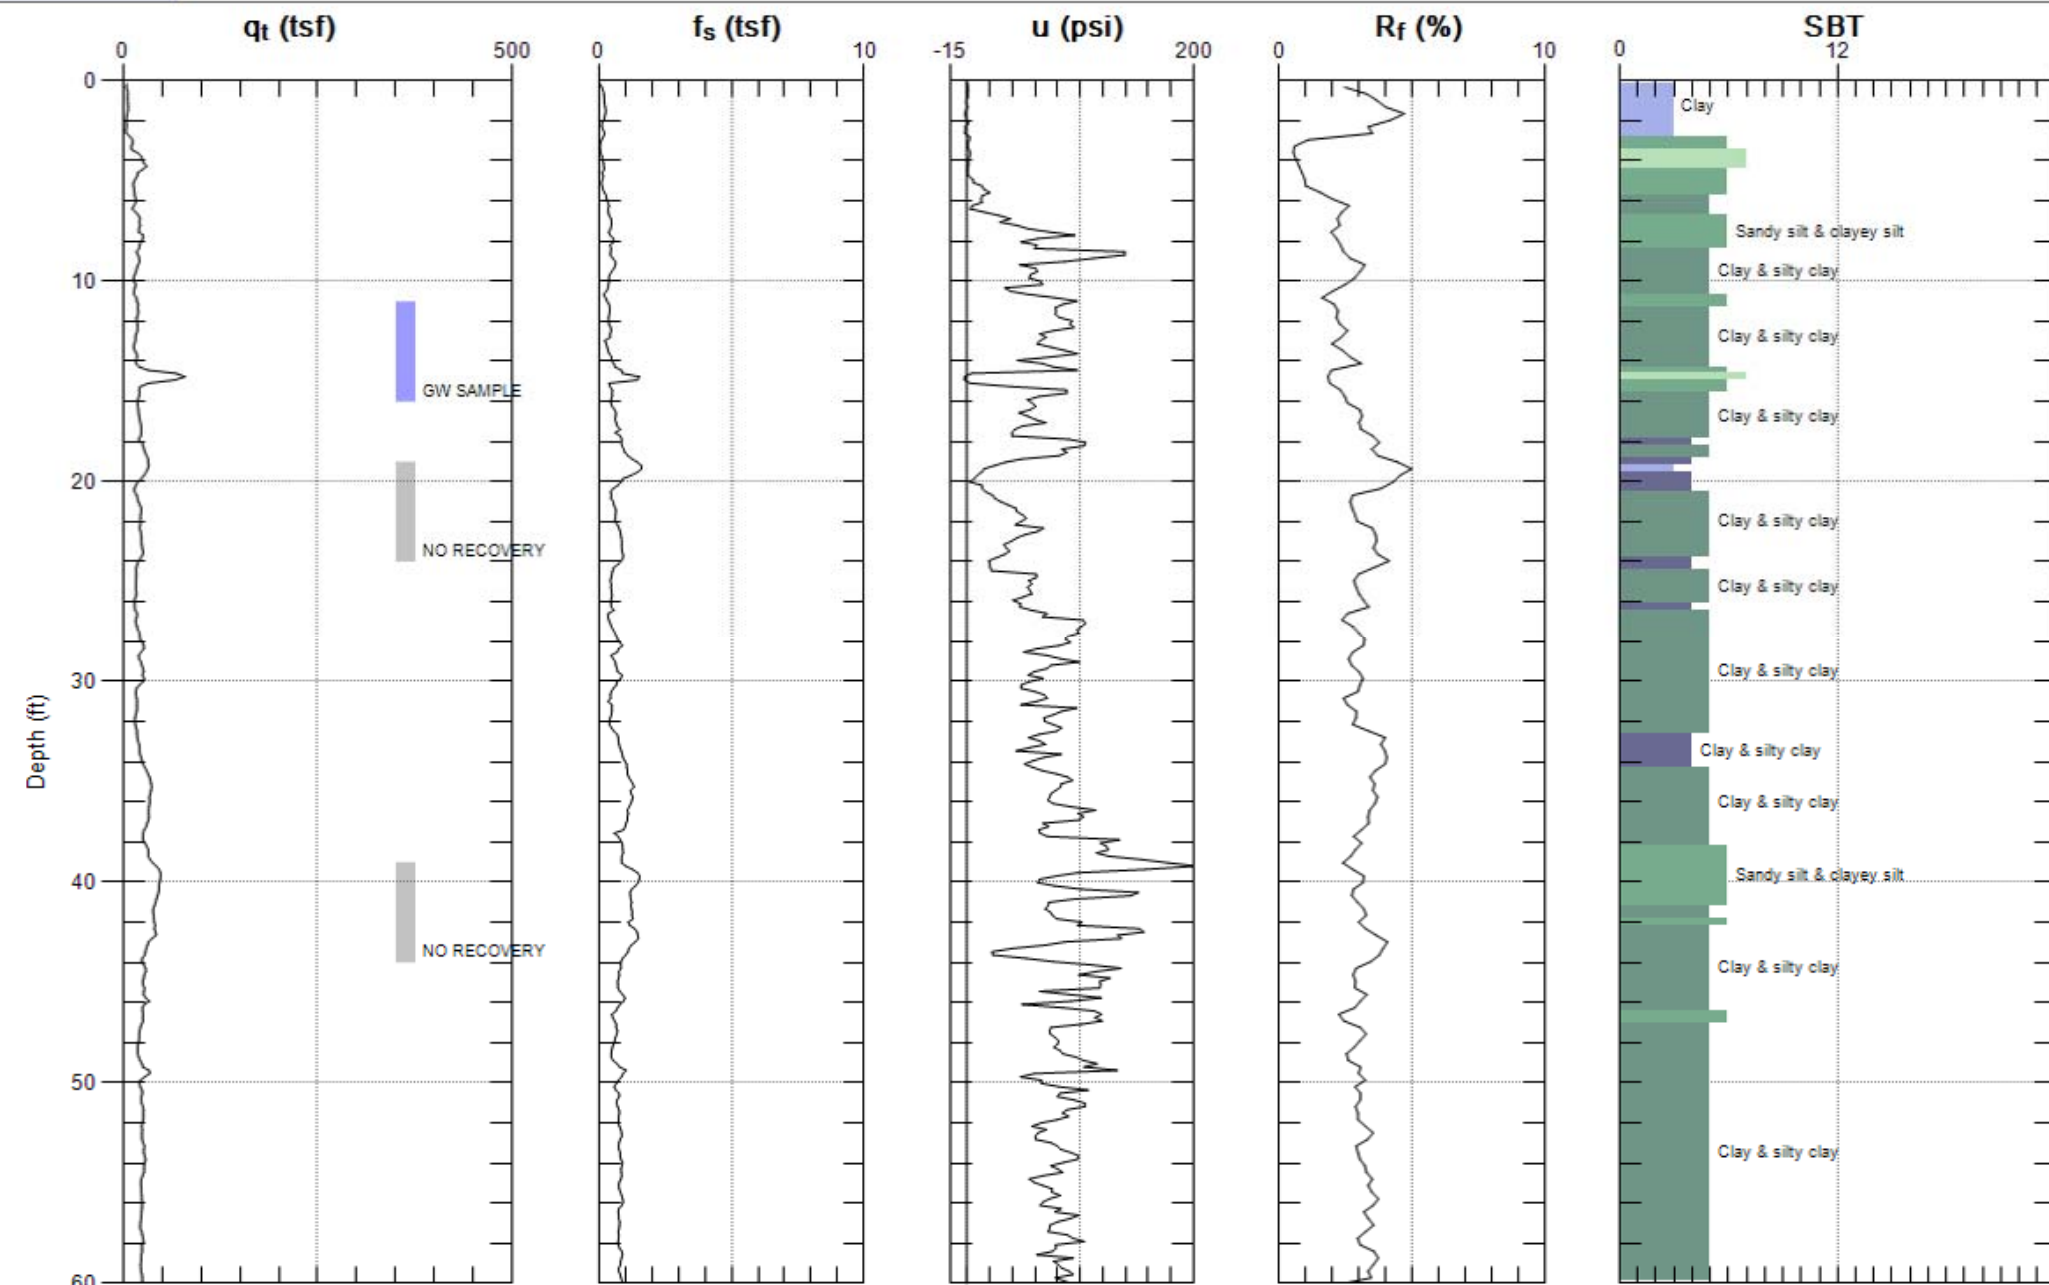 qt (tsf) fs (tsf) u (psi) Rf (%) SBT
0 500 0 10 -15 200 0 10 0 12
0
Clay
Sandy silt & clayey silt
Clay & silty clay
10
Clay & silty clay
GW SAMPLE
Clay & silty clay
20
Clay & silty clay
NO RECOVERY
Clay & silty clay
Clay & silty clay
30
Depth (ft)
Clay & silty clay
Clay & silty clay
Sandy silt & clayey silt
40
NO RECOVERY
Clay & silty clay
50
Clay & silty clay
60